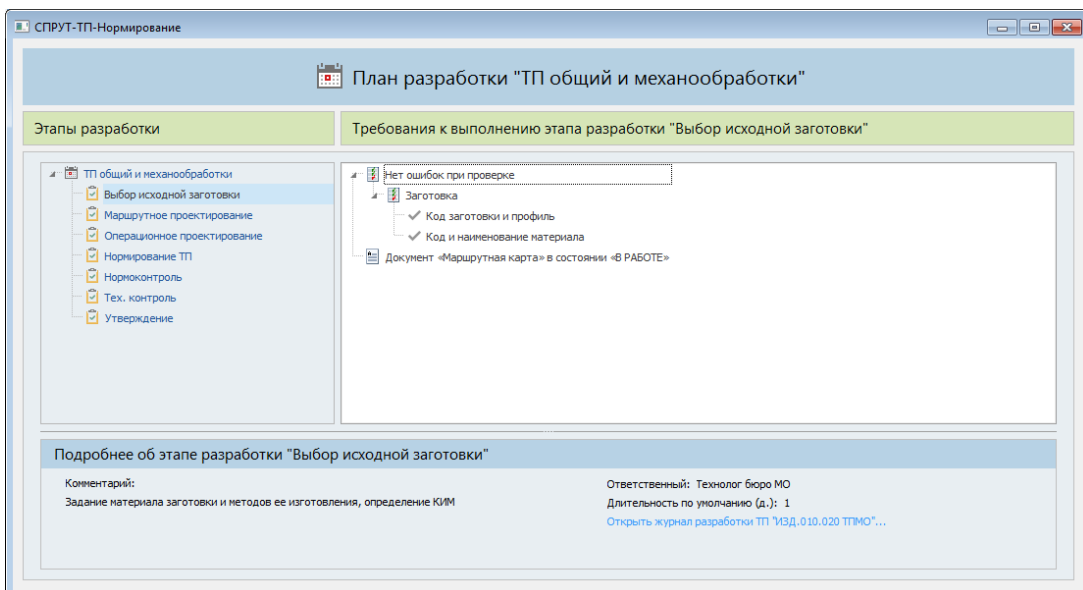 СПРУТ-ТП-Нормирование
План разработки "ТП общий и механообработки"
Этапы разработки
Требования к выполнению этапа разработки "Выбор исходной заготовки"
ТП общий и механообработки
Выбор исходной заготовки
Маршрутное проектирование
Операционное проектирование
Нормирование ТП
Нормоконтроль
Тех. контроль
Утверждение
Нет ошибок при проверке
Заготовка
Код заготовки и профиль
Код и наименование материала
Документ «Маршрутная карта» в состоянии «В РАБОТЕ»
Подробнее об этапе разработки "Выбор исходной заготовки"
Комментарий:
Задание материала заготовки и методов ее изготовления, определение КИМ
Ответственный: Технолог бюро МО
Длительность по умолчанию (д.): 1
Открыть журнал разработки ТП "ИЗД.010.020 ТПМО"...